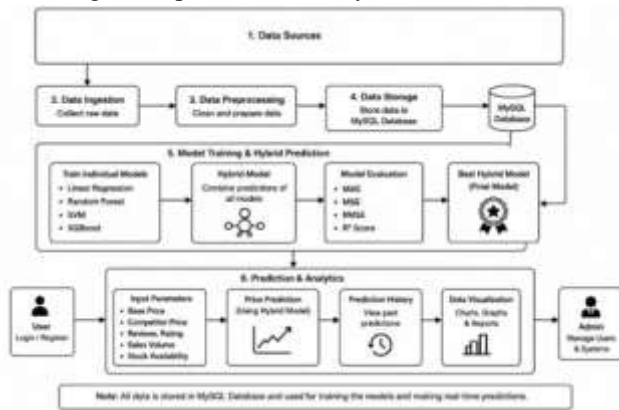 1. Data Sources
2. Data Ingestion
Collect raw data
3. Data Preprocessing
Clean and prepare data
4. Data Storage
Store data in
MySQL Database
MySQL
Database
5. Model Training & Hybrid Prediction
Train Individual Models
• Linear Regression
• Random Forest
• SVM
• XGBoost
Hybrid Model
Combine predictions of
all models
Model Evaluation
• MAE
• MSE
• RMSE
• R² Score
Best Hybrid Model
(Final Model)
6. Prediction & Analytics
User
Login / Register
Input Parameters
• Base Price
• Competitor Price
• Reviews, Rating
• Sales Volume
• Stock Availability
Price Prediction
(Using Hybrid Model)
Prediction History
View past
predictions
Data Visualization
Charts, Graphs
& Reports
Admin
Manage Users
& Systems
Note: All data is stored in MySQL Database and used for training the models and making real-time predictions.